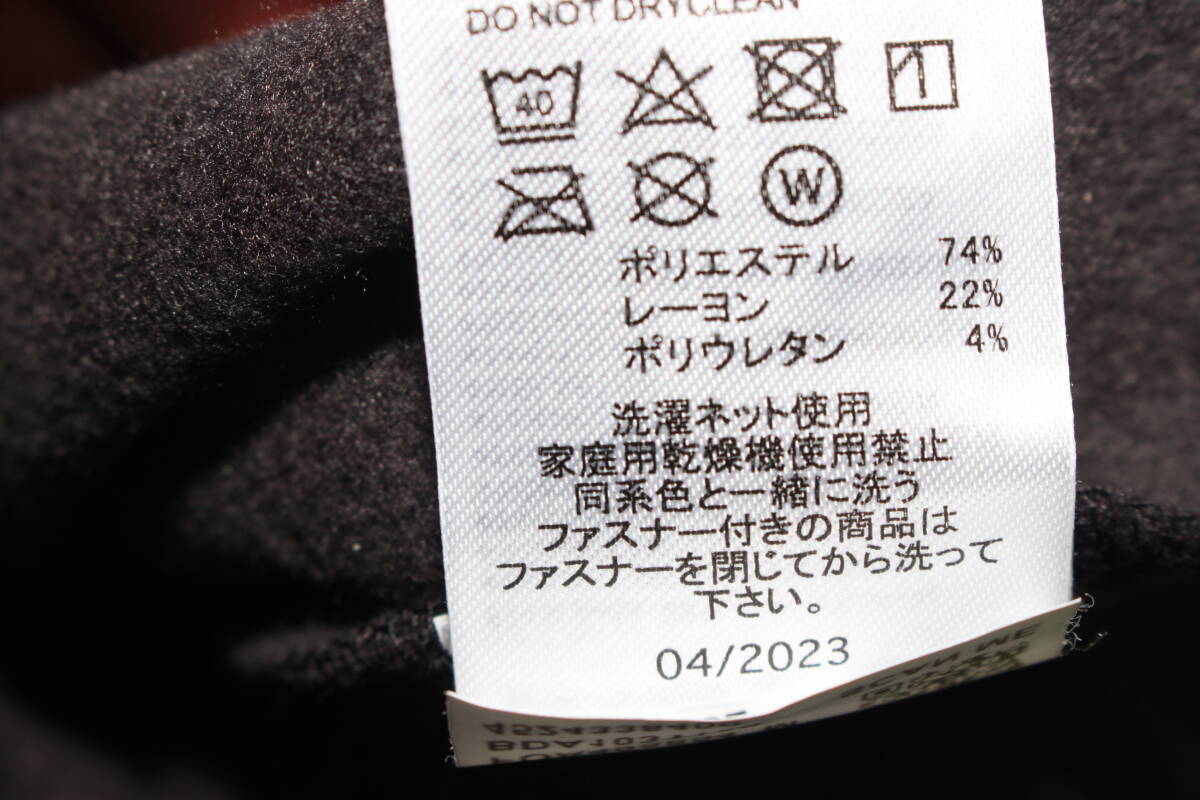 DO NOT DRYCLEAN
40
W
ポリエステル 74%
レーヨン 22%
ポリウレタン 4%
洗濯ネット使用
家庭用乾燥機使用禁止
同系色と一緒に洗う
ファスナー付きの商品は
ファスナーを閉じてから洗って
下さい。
04/2023
SCAN ME